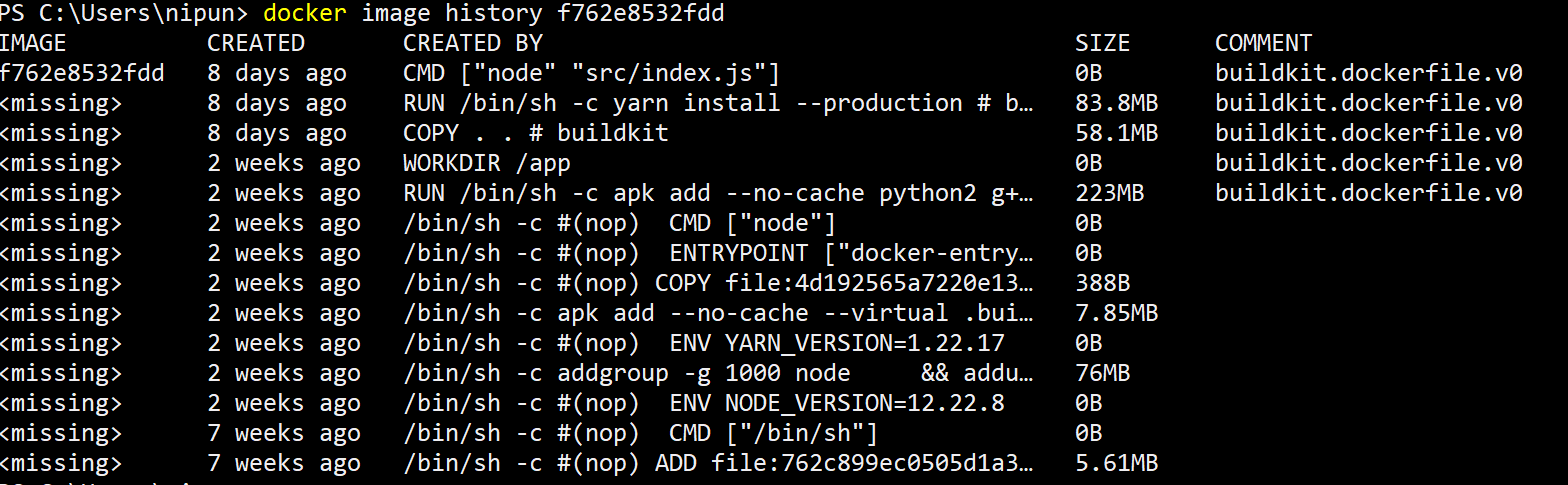 PS C:\Users\nipun> docker image history f762e8532fdd
IMAGE CREATED CREATED BY SIZE COMMENT
f762e8532fdd 8 days ago CMD ["node" "src/index.js"] 0B buildkit.dockerfile.v0
<missing> 8 days ago RUN /bin/sh -c yarn install --production # b… 83.8MB buildkit.dockerfile.v0
<missing> 8 days ago COPY . . # buildkit 58.1MB buildkit.dockerfile.v0
<missing> 2 weeks ago WORKDIR /app 0B buildkit.dockerfile.v0
<missing> 2 weeks ago RUN /bin/sh -c apk add --no-cache python2 g+… 223MB buildkit.dockerfile.v0
<missing> 2 weeks ago /bin/sh -c #(nop) CMD ["node"] 0B
<missing> 2 weeks ago /bin/sh -c #(nop) ENTRYPOINT ["docker-entry… 0B
<missing> 2 weeks ago /bin/sh -c #(nop) COPY file:4d192565a7220e13… 388B
<missing> 2 weeks ago /bin/sh -c apk add --no-cache --virtual .bui… 7.85MB
<missing> 2 weeks ago /bin/sh -c #(nop) ENV YARN_VERSION=1.22.17 0B
<missing> 2 weeks ago /bin/sh -c addgroup -g 1000 node && addu… 76MB
<missing> 2 weeks ago /bin/sh -c #(nop) ENV NODE_VERSION=12.22.8 0B
<missing> 7 weeks ago /bin/sh -c #(nop) CMD ["/bin/sh"] 0B
<missing> 7 weeks ago /bin/sh -c #(nop) ADD file:762c899ec0505d1a3… 5.61MB